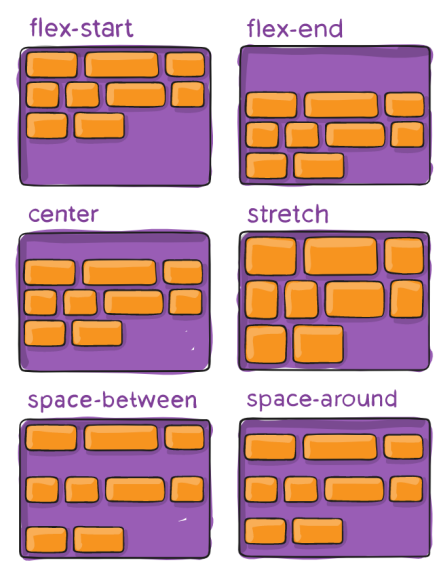 flex-start
flex-end
center
stretch
space-between
space-around